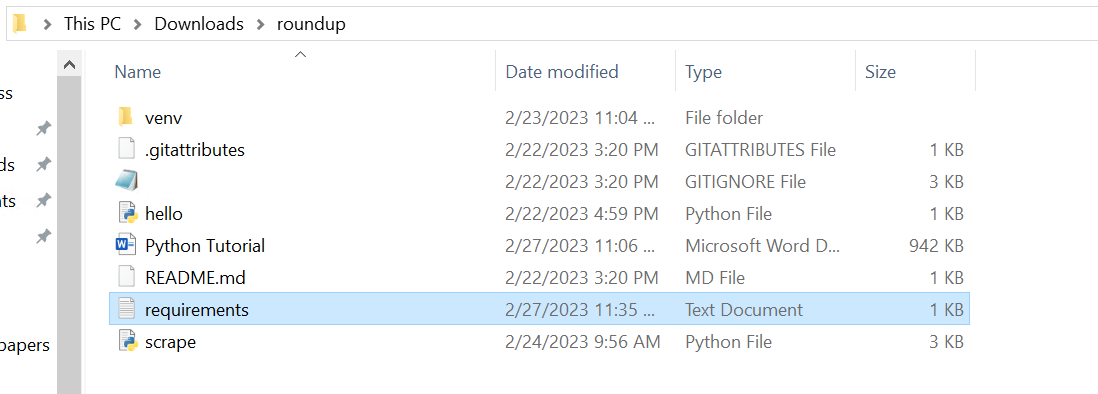 This PC > Downloads > roundup
Name Date modified Type Size
ss
ds
ts
papers
venv 2/23/2023 11:04 ... File folder
.gitattributes 2/22/2023 3:20 PM GITATTRIBUTES File 1 KB
2/22/2023 3:20 PM GITIGNORE File 3 KB
hello 2/22/2023 4:59 PM Python File 1 KB
Python Tutorial 2/27/2023 11:06 ... Microsoft Word D... 942 KB
README.md 2/22/2023 3:20 PM MD File 1 KB
requirements 2/27/2023 11:35 ... Text Document 1 KB
scrape 2/24/2023 9:56 AM Python File 3 KB